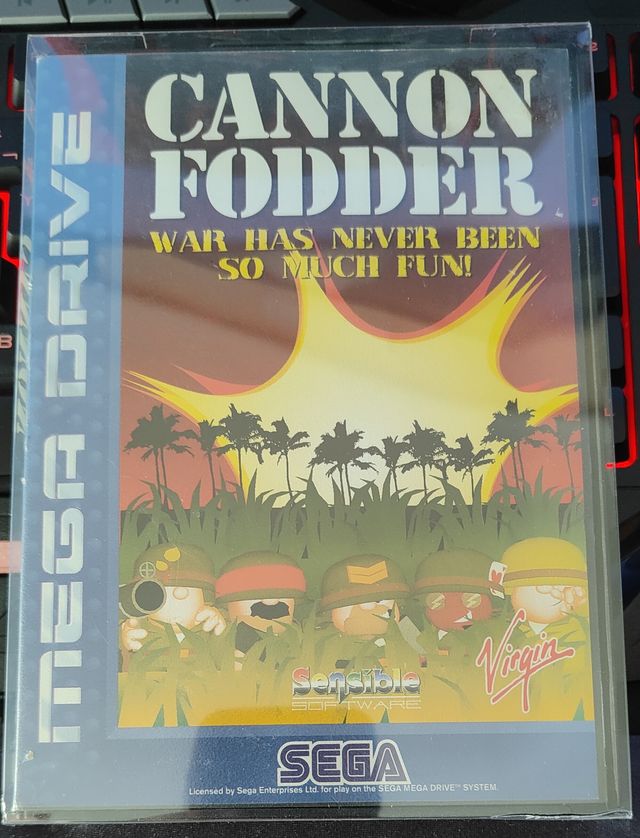 CANNON
FODDER
WAR HAS NEVER BEEN
SO MUCH FUN!
MEGA DRIVE
Sensible
SOFTWARE
Virgin
SEGA
Licensed by Sega Enterprises Ltd. for play on the SEGA MEGA DRIVE™ SYSTEM.